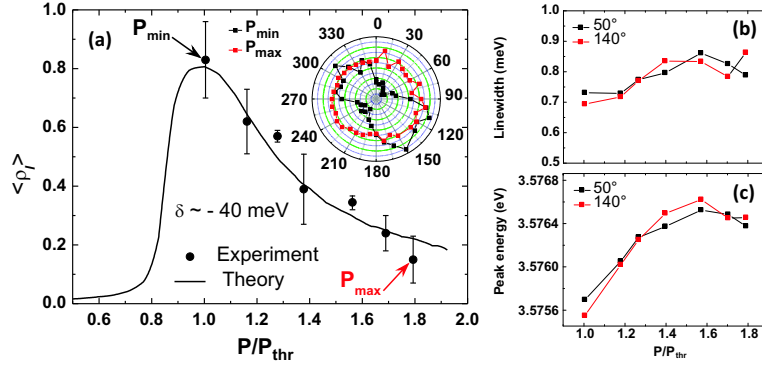 (a)
P_min
P_min
P_max
0
30
60
90
120
150
180
210
240
270
300
330
<ρ_l>
1.0
0.8
0.6
0.4
0.2
0.0
δ ~ - 40 meV
Experiment
Theory
P_max
0.6 0.8 1.0 1.2 1.4 1.6 1.8 2.0
P/P_thr
(b)
50°
140°
Linewidth (meV)
1.0
0.9
0.8
0.7
0.6
0.5
(c)
50°
140°
Peak energy (eV)
3.5768
3.5764
3.5760
3.5756
1.0 1.2 1.4 1.6 1.8
P/P_thr